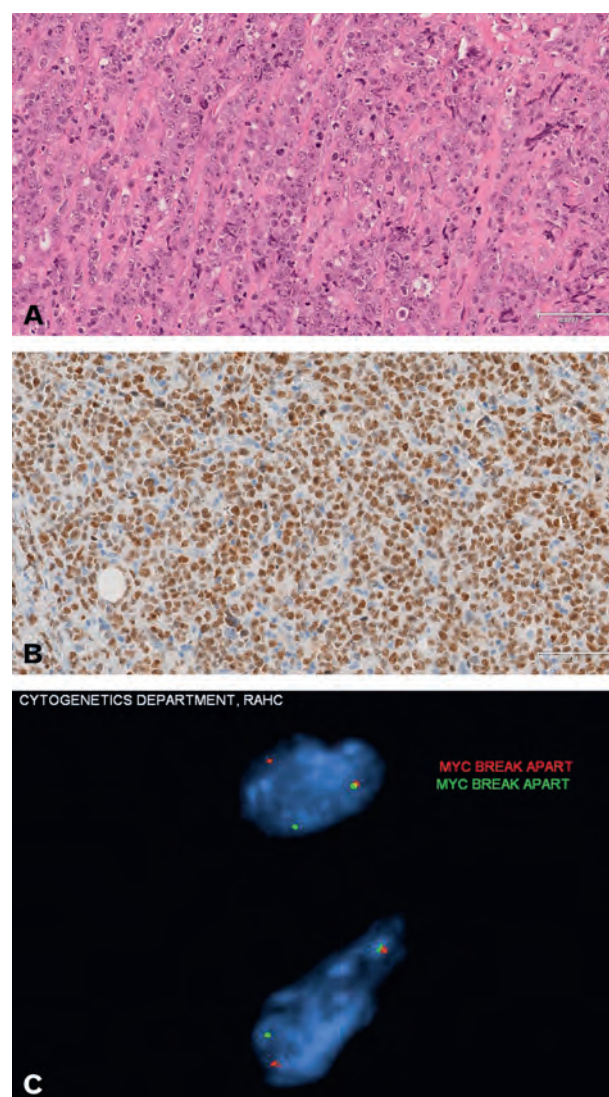 A
B
CYTOGENETICS DEPARTMENT, RAHC
MYC BREAK APART
MYC BREAK APART
C